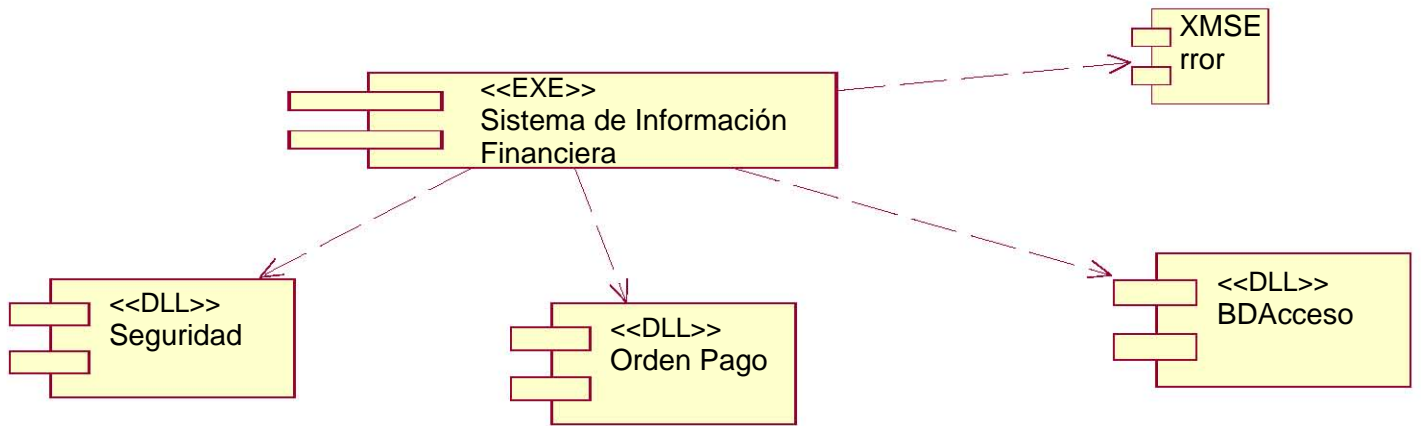 XMSE
rror
<<EXE>>
Sistema de Información
Financiera
<<DLL>>
Seguridad
<<DLL>>
Orden Pago
<<DLL>>
BDAcceso